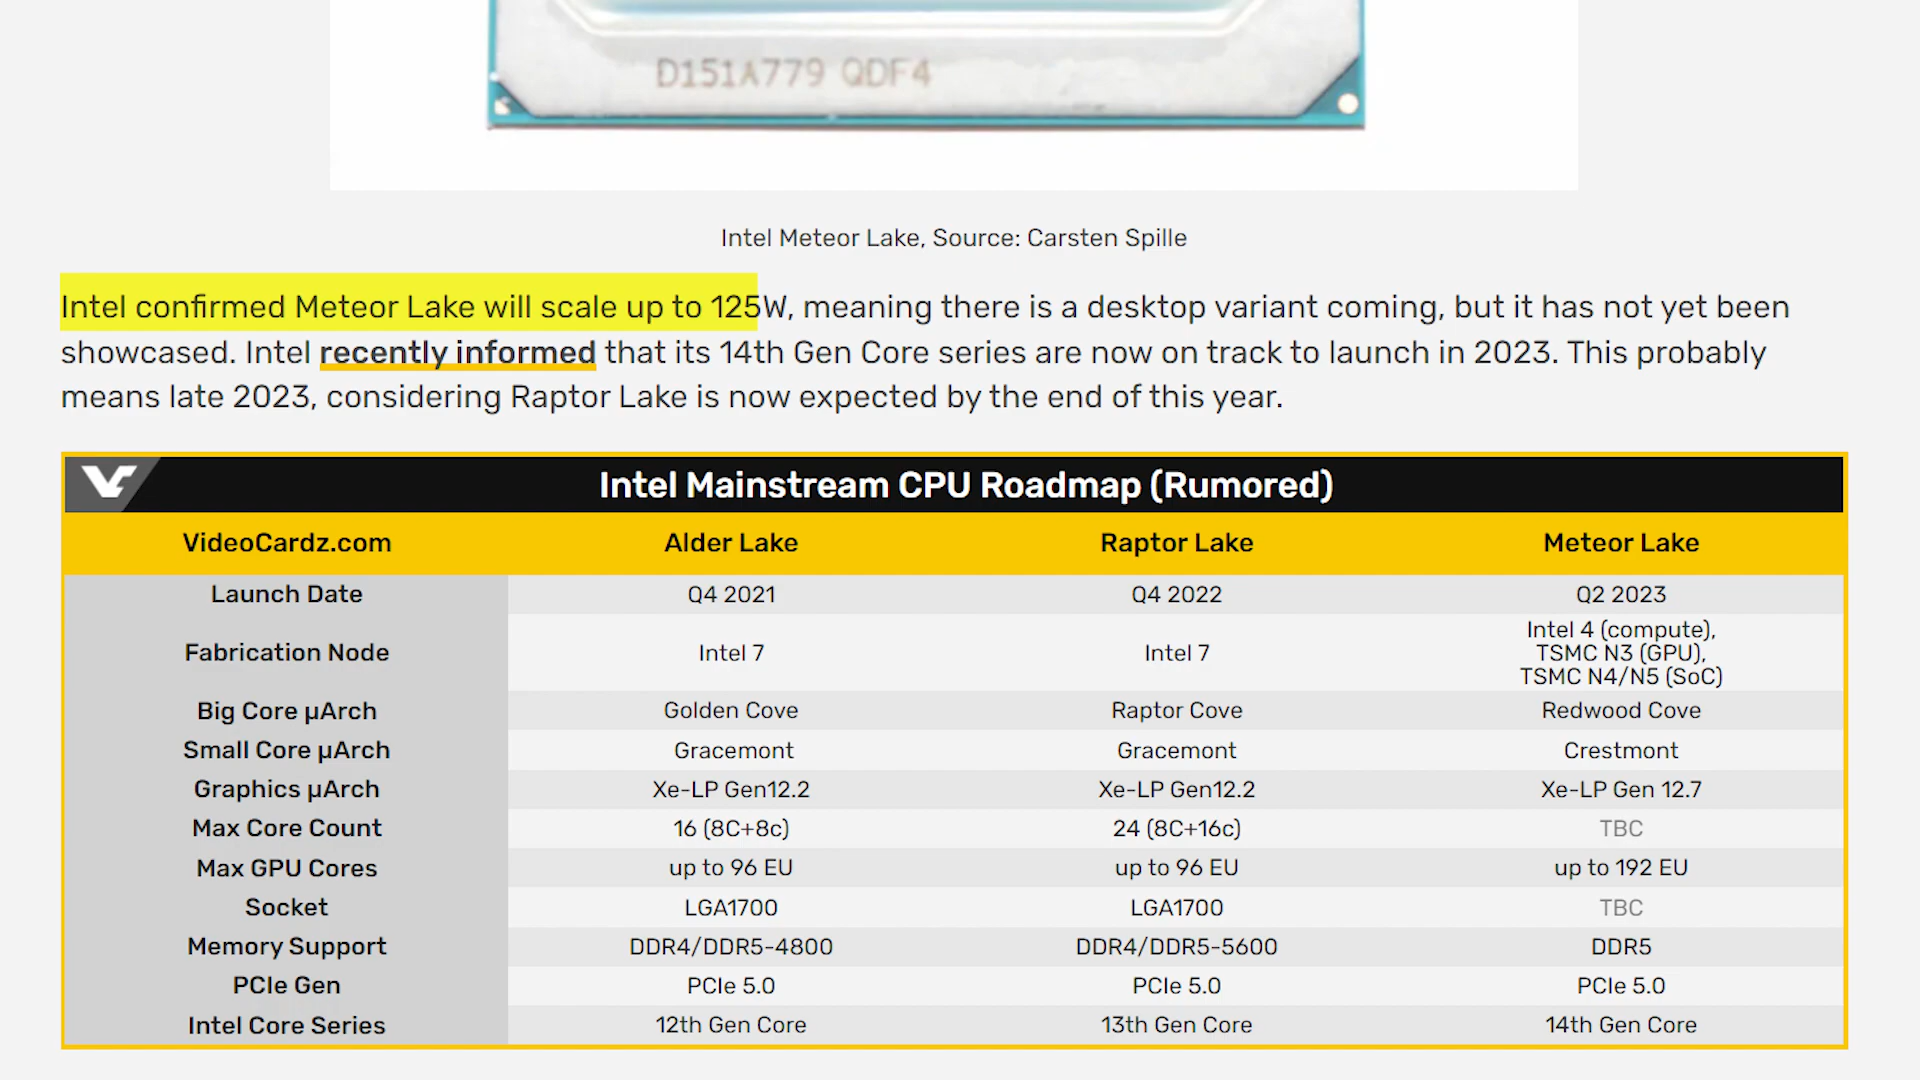 D151A779 QDF4
Intel Meteor Lake, Source: Carsten Spille
Intel confirmed Meteor Lake will scale up to 125W, meaning there is a desktop variant coming, but it has not yet been
showcased. Intel recently informed that its 14th Gen Core series are now on track to launch in 2023. This probably
means late 2023, considering Raptor Lake is now expected by the end of this year.
Intel Mainstream CPU Roadmap (Rumored)
VideoCardz.com Alder Lake Raptor Lake Meteor Lake
Launch Date Q4 2021 Q4 2022 Q2 2023
Fabrication Node Intel 7 Intel 7 Intel 4 (compute),
TSMC N3 (GPU),
TSMC N4/N5 (SoC)
Big Core µArch Golden Cove Raptor Cove Redwood Cove
Small Core µArch Gracemont Gracemont Crestmont
Graphics µArch Xe-LP Gen12.2 Xe-LP Gen12.2 Xe-LP Gen 12.7
Max Core Count 16 (8C+8c) 24 (8C+16c) TBC
Max GPU Cores up to 96 EU up to 96 EU up to 192 EU
Socket LGA1700 LGA1700 TBC
Memory Support DDR4/DDR5-4800 DDR4/DDR5-5600 DDR5
PCIe Gen PCIe 5.0 PCIe 5.0 PCIe 5.0
Intel Core Series 12th Gen Core 13th Gen Core 14th Gen Core